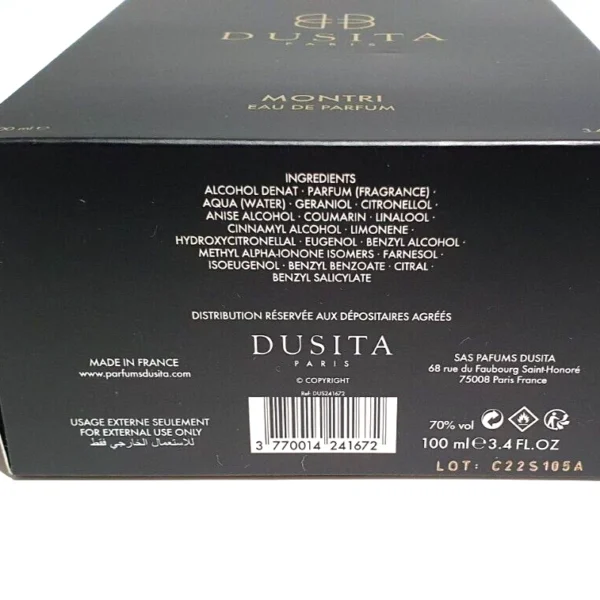 DUSITA
PARIS
MONTRI
EAU DE PARFUM
INGREDIENTS
ALCOHOL DENAT · PARFUM (FRAGRANCE) ·
AQUA (WATER) · GERANIOL · CITRONELLOL ·
ANISE ALCOHOL · COUMARIN · LINALOOL ·
CINNAMYL ALCOHOL · LIMONENE ·
HYDROXYCITRONELLAL · EUGENOL · BENZYL ALCOHOL ·
METHYL ALPHA-IONONE ISOMERS · FARNESOL ·
ISOEUGENOL · BENZYL BENZOATE · CITRAL ·
BENZYL SALICYLATE
DISTRIBUTION RÉSERVÉE AUX DÉPOSITAIRES AGRÉÉS
DUSITA
PARIS
© COPYRIGHT
Ref: DUS241672
MADE IN FRANCE
www.parfumsdusita.com
SAS PAFUMS DUSITA
68 rue du Faubourg Saint-Honoré
75008 Paris France
USAGE EXTERNE SEULEMENT
FOR EXTERNAL USE ONLY
للاستعمال الخارجي فقط
3 770014 241672
70% vol
100 ml ℮ 3.4 FL.OZ
LOT: C22S105A